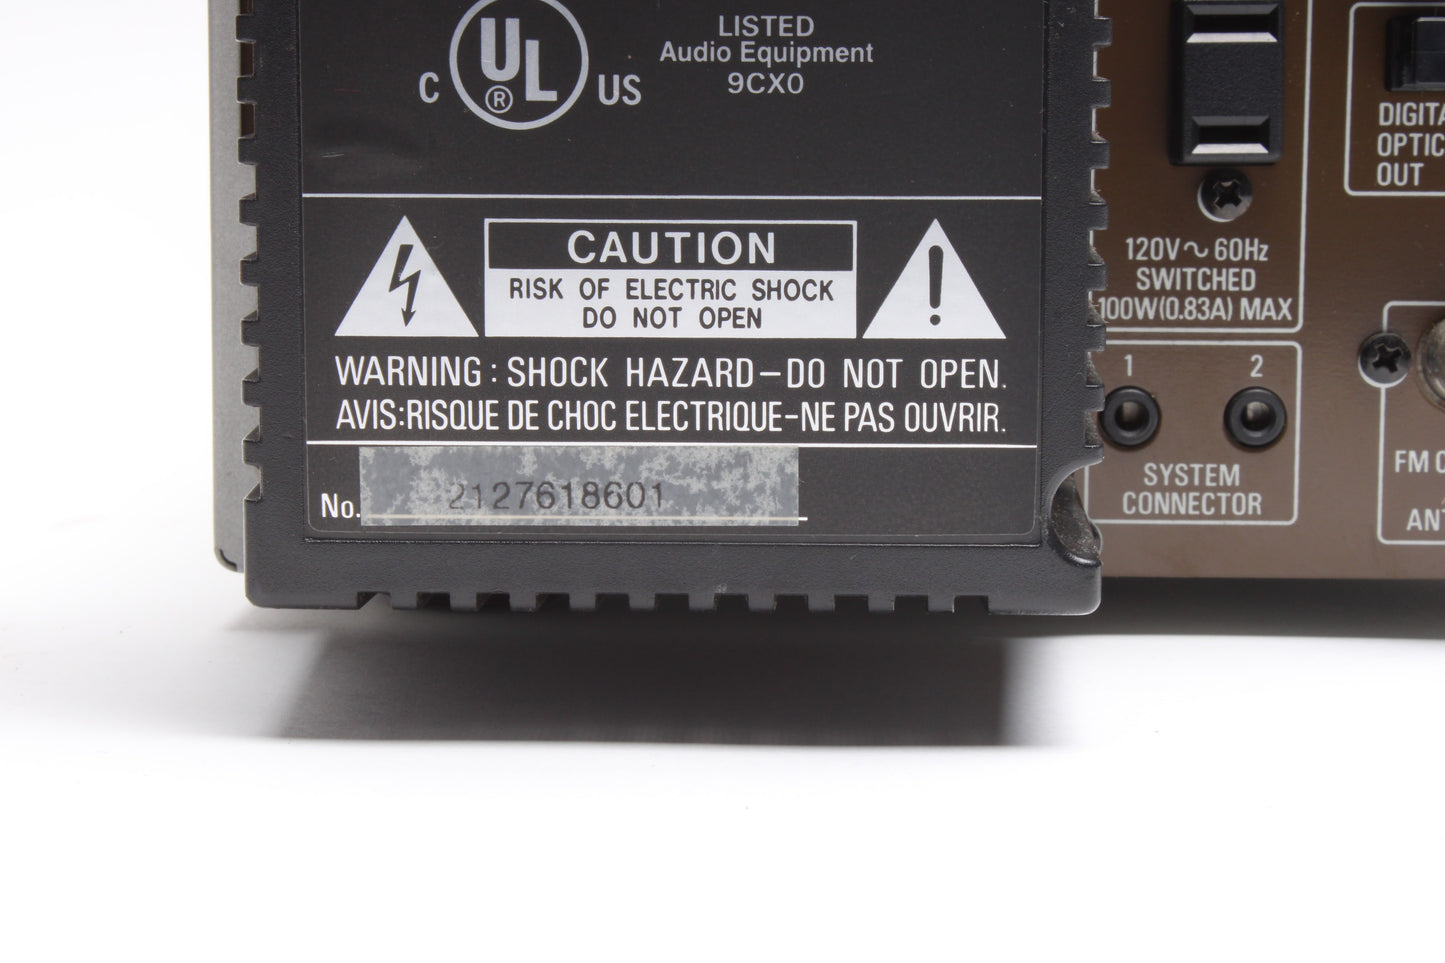 LISTED
Audio Equipment
9CX0
C UL ® US
CAUTION
RISK OF ELECTRIC SHOCK
DO NOT OPEN
WARNING : SHOCK HAZARD–DO NOT OPEN.
AVIS:RISQUE DE CHOC ELECTRIQUE-NE PAS OUVRIR.
No. 2127618601
120V ~ 60Hz
SWITCHED
100W(0.83A) MAX
1 2
SYSTEM
CONNECTOR
OUT
FM